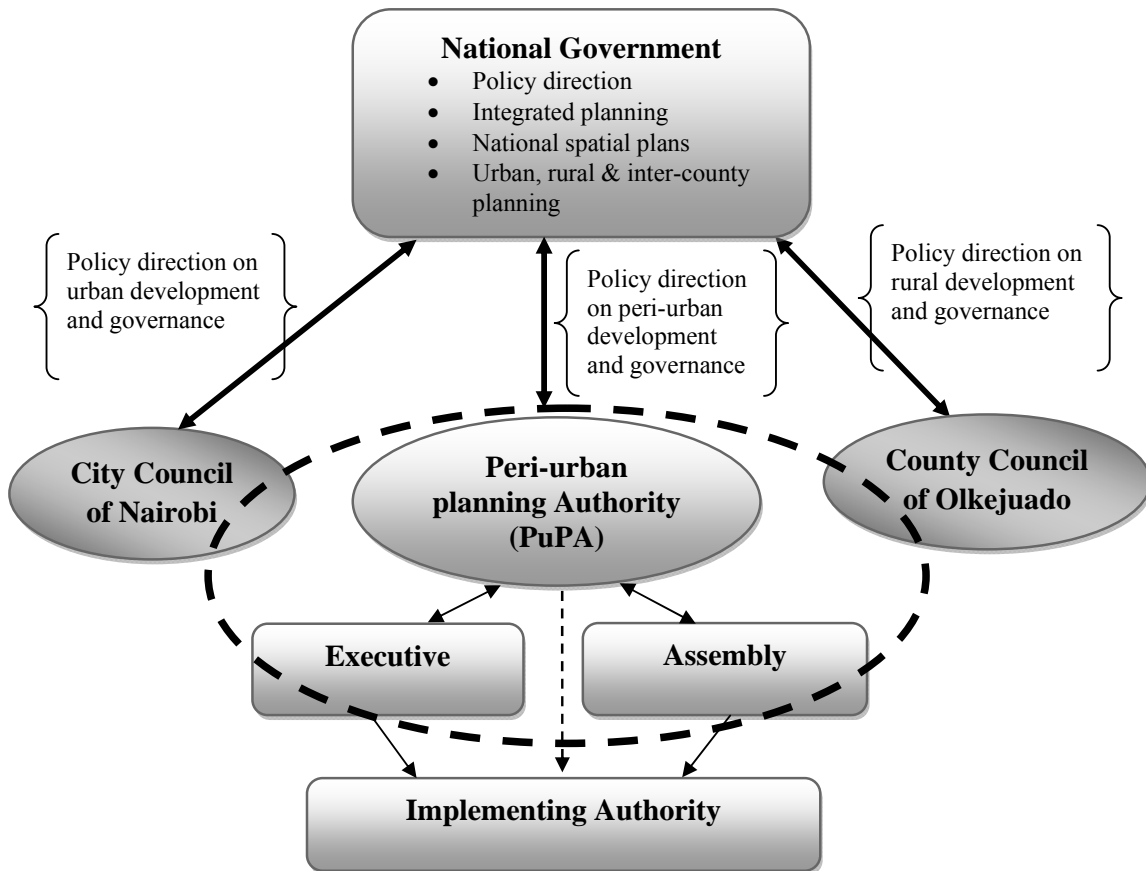 National Government
• Policy direction
• Integrated planning
• National spatial plans
• Urban, rural & inter-county
planning
Policy direction on
urban development
and governance
Policy direction
on peri-urban
development
and governance
Policy direction on
rural development
and governance
City Council
of Nairobi
Peri-urban
planning Authority
(PuPA)
County Council
of Olkejuado
Executive
Assembly
Implementing Authority